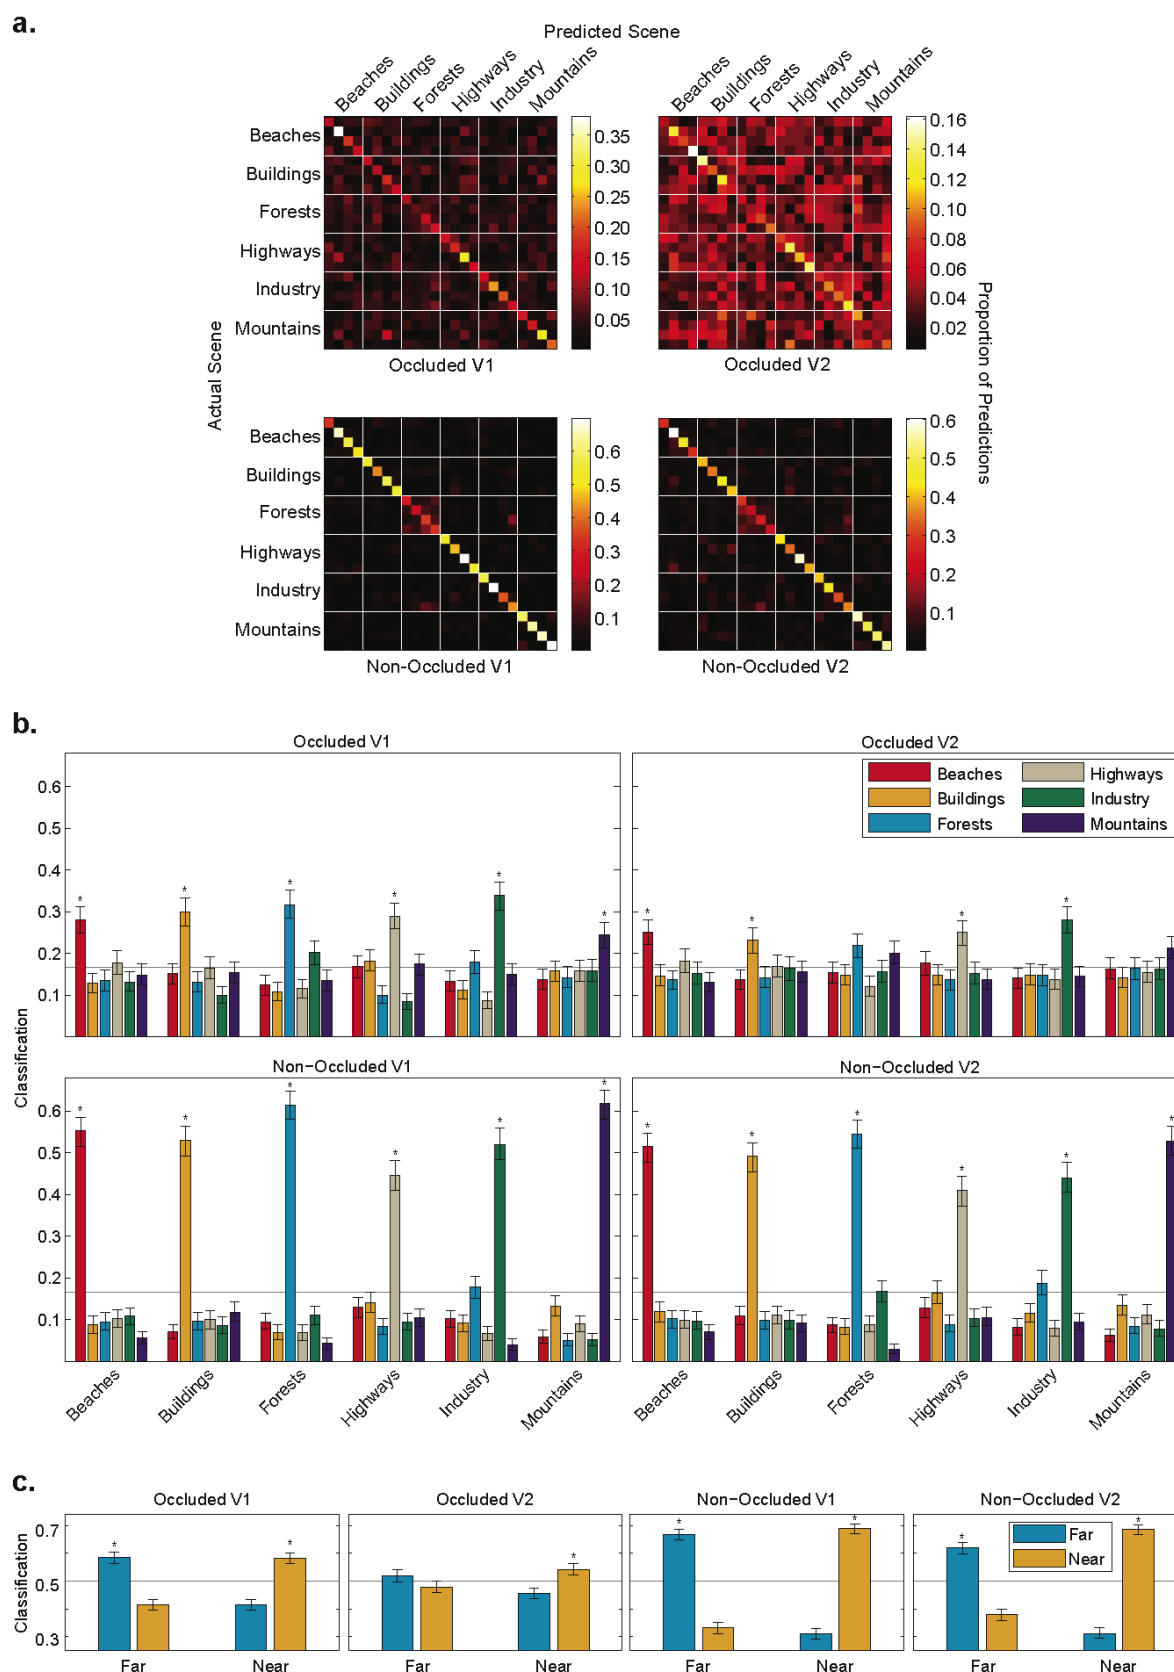 a.
Predicted Scene
Beaches Buildings Forests Highways Industry Mountains
Beaches Buildings Forests Highways Industry Mountains
Actual Scene
Beaches
Buildings
Forests
Highways
Industry
Mountains
0.35
0.30
0.25
0.20
0.15
0.10
0.05
Occluded V1
0.16
0.14
0.12
0.10
0.08
0.06
0.04
0.02
Occluded V2
Proportion of Predictions
Beaches
Buildings
Forests
Highways
Industry
Mountains
0.6
0.5
0.4
0.3
0.2
0.1
Non-Occluded V1
0.6
0.5
0.4
0.3
0.2
0.1
Non-Occluded V2
b.
Occluded V1
Occluded V2
0.6
0.5
0.4
0.3
0.2
0.1
* * * * * *
Beaches Highways
Buildings Industry
Forests Mountains
* * * *
Classification
Non-Occluded V1
Non-Occluded V2
0.6
0.5
0.4
0.3
0.2
0.1
* * * * * *
* * * * * *
Beaches Buildings Forests Highways Industry Mountains
Beaches Buildings Forests Highways Industry Mountains
c.
Occluded V1
Occluded V2
Non-Occluded V1
Non-Occluded V2
Classification
0.7
0.5
0.3
* *
*
* *
* *
Far
Near
Far Near
Far Near
Far Near
Far Near